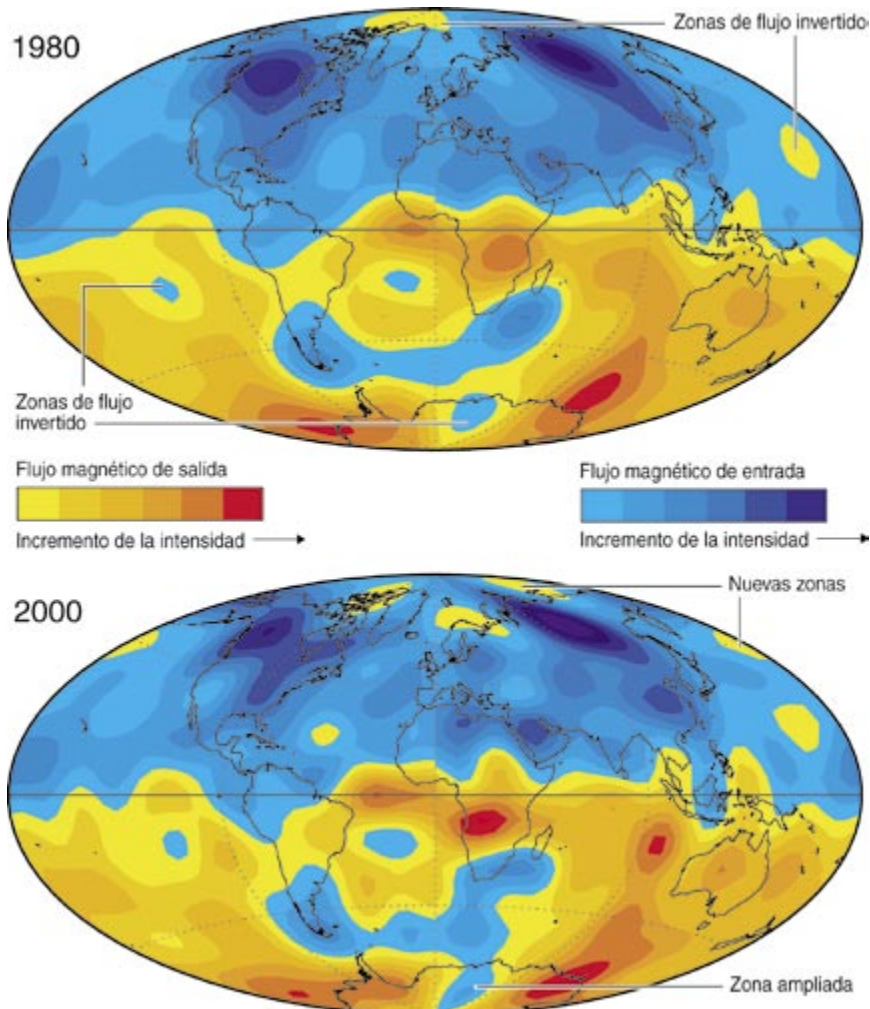 1980
Zonas de flujo invertido
Zonas de flujo
invertido
Flujo magnético de salida
Incremento de la intensidad
Flujo magnético de entrada
Incremento de la intensidad
2000
Nuevas zonas
Zona ampliada